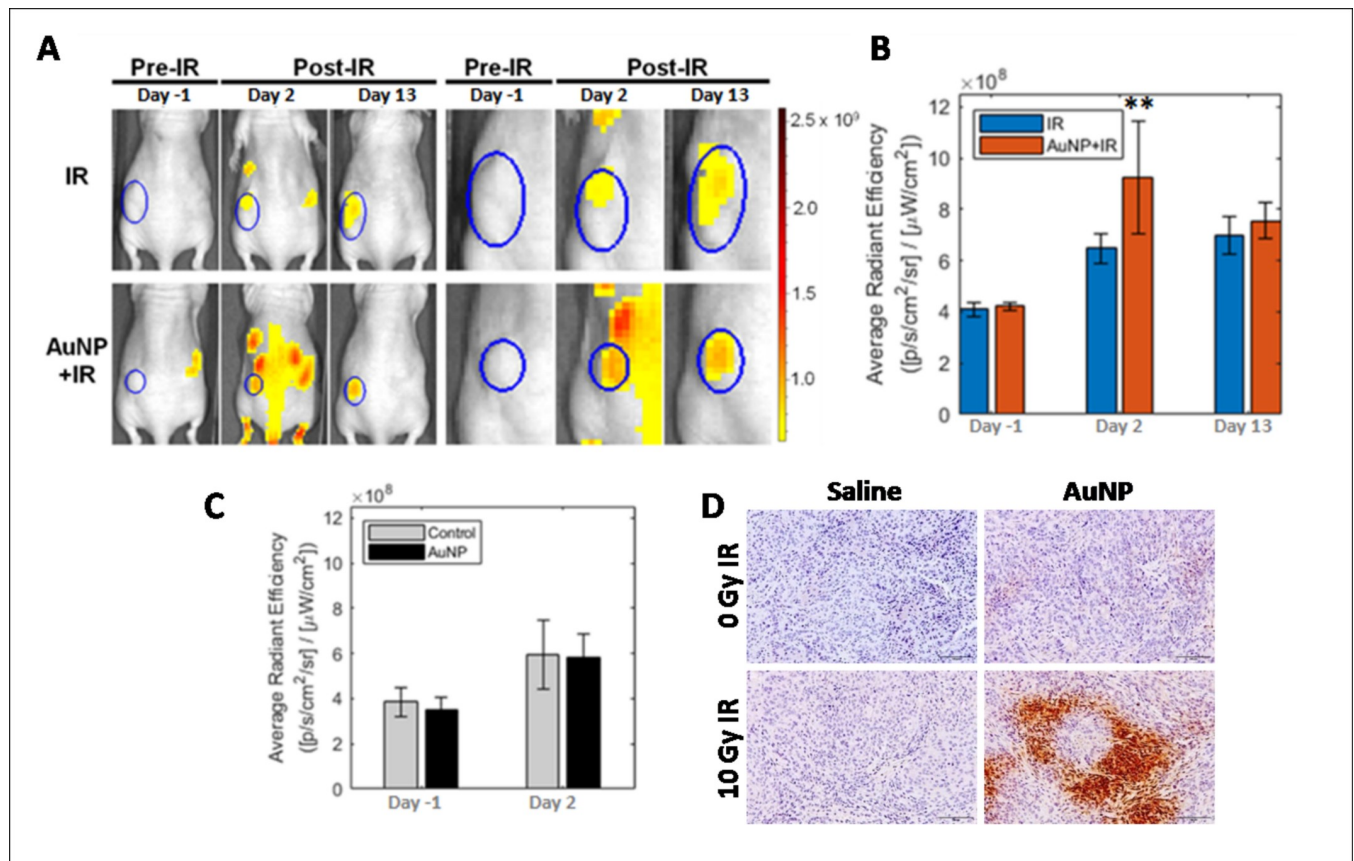 A
Pre-IR Post-IR Pre-IR Post-IR
Day -1 Day 2 Day 13 Day -1 Day 2 Day 13
IR
AuNP
+IR
2.5 x 10⁹
2.0
1.5
1.0
B
×10⁸
12
10
8
6
4
2
0
Average Radiant Efficiency
([p/s/cm²/sr] / [μW/cm²])
IR
AuNP+IR
**
Day -1 Day 2 Day 13
C
×10⁸
12
10
8
6
4
2
0
Average Radiant Efficiency
([p/s/cm²/sr] / [μW/cm²])
Control
AuNP
Day -1 Day 2
D
Saline AuNP
0 Gy IR
10 Gy IR